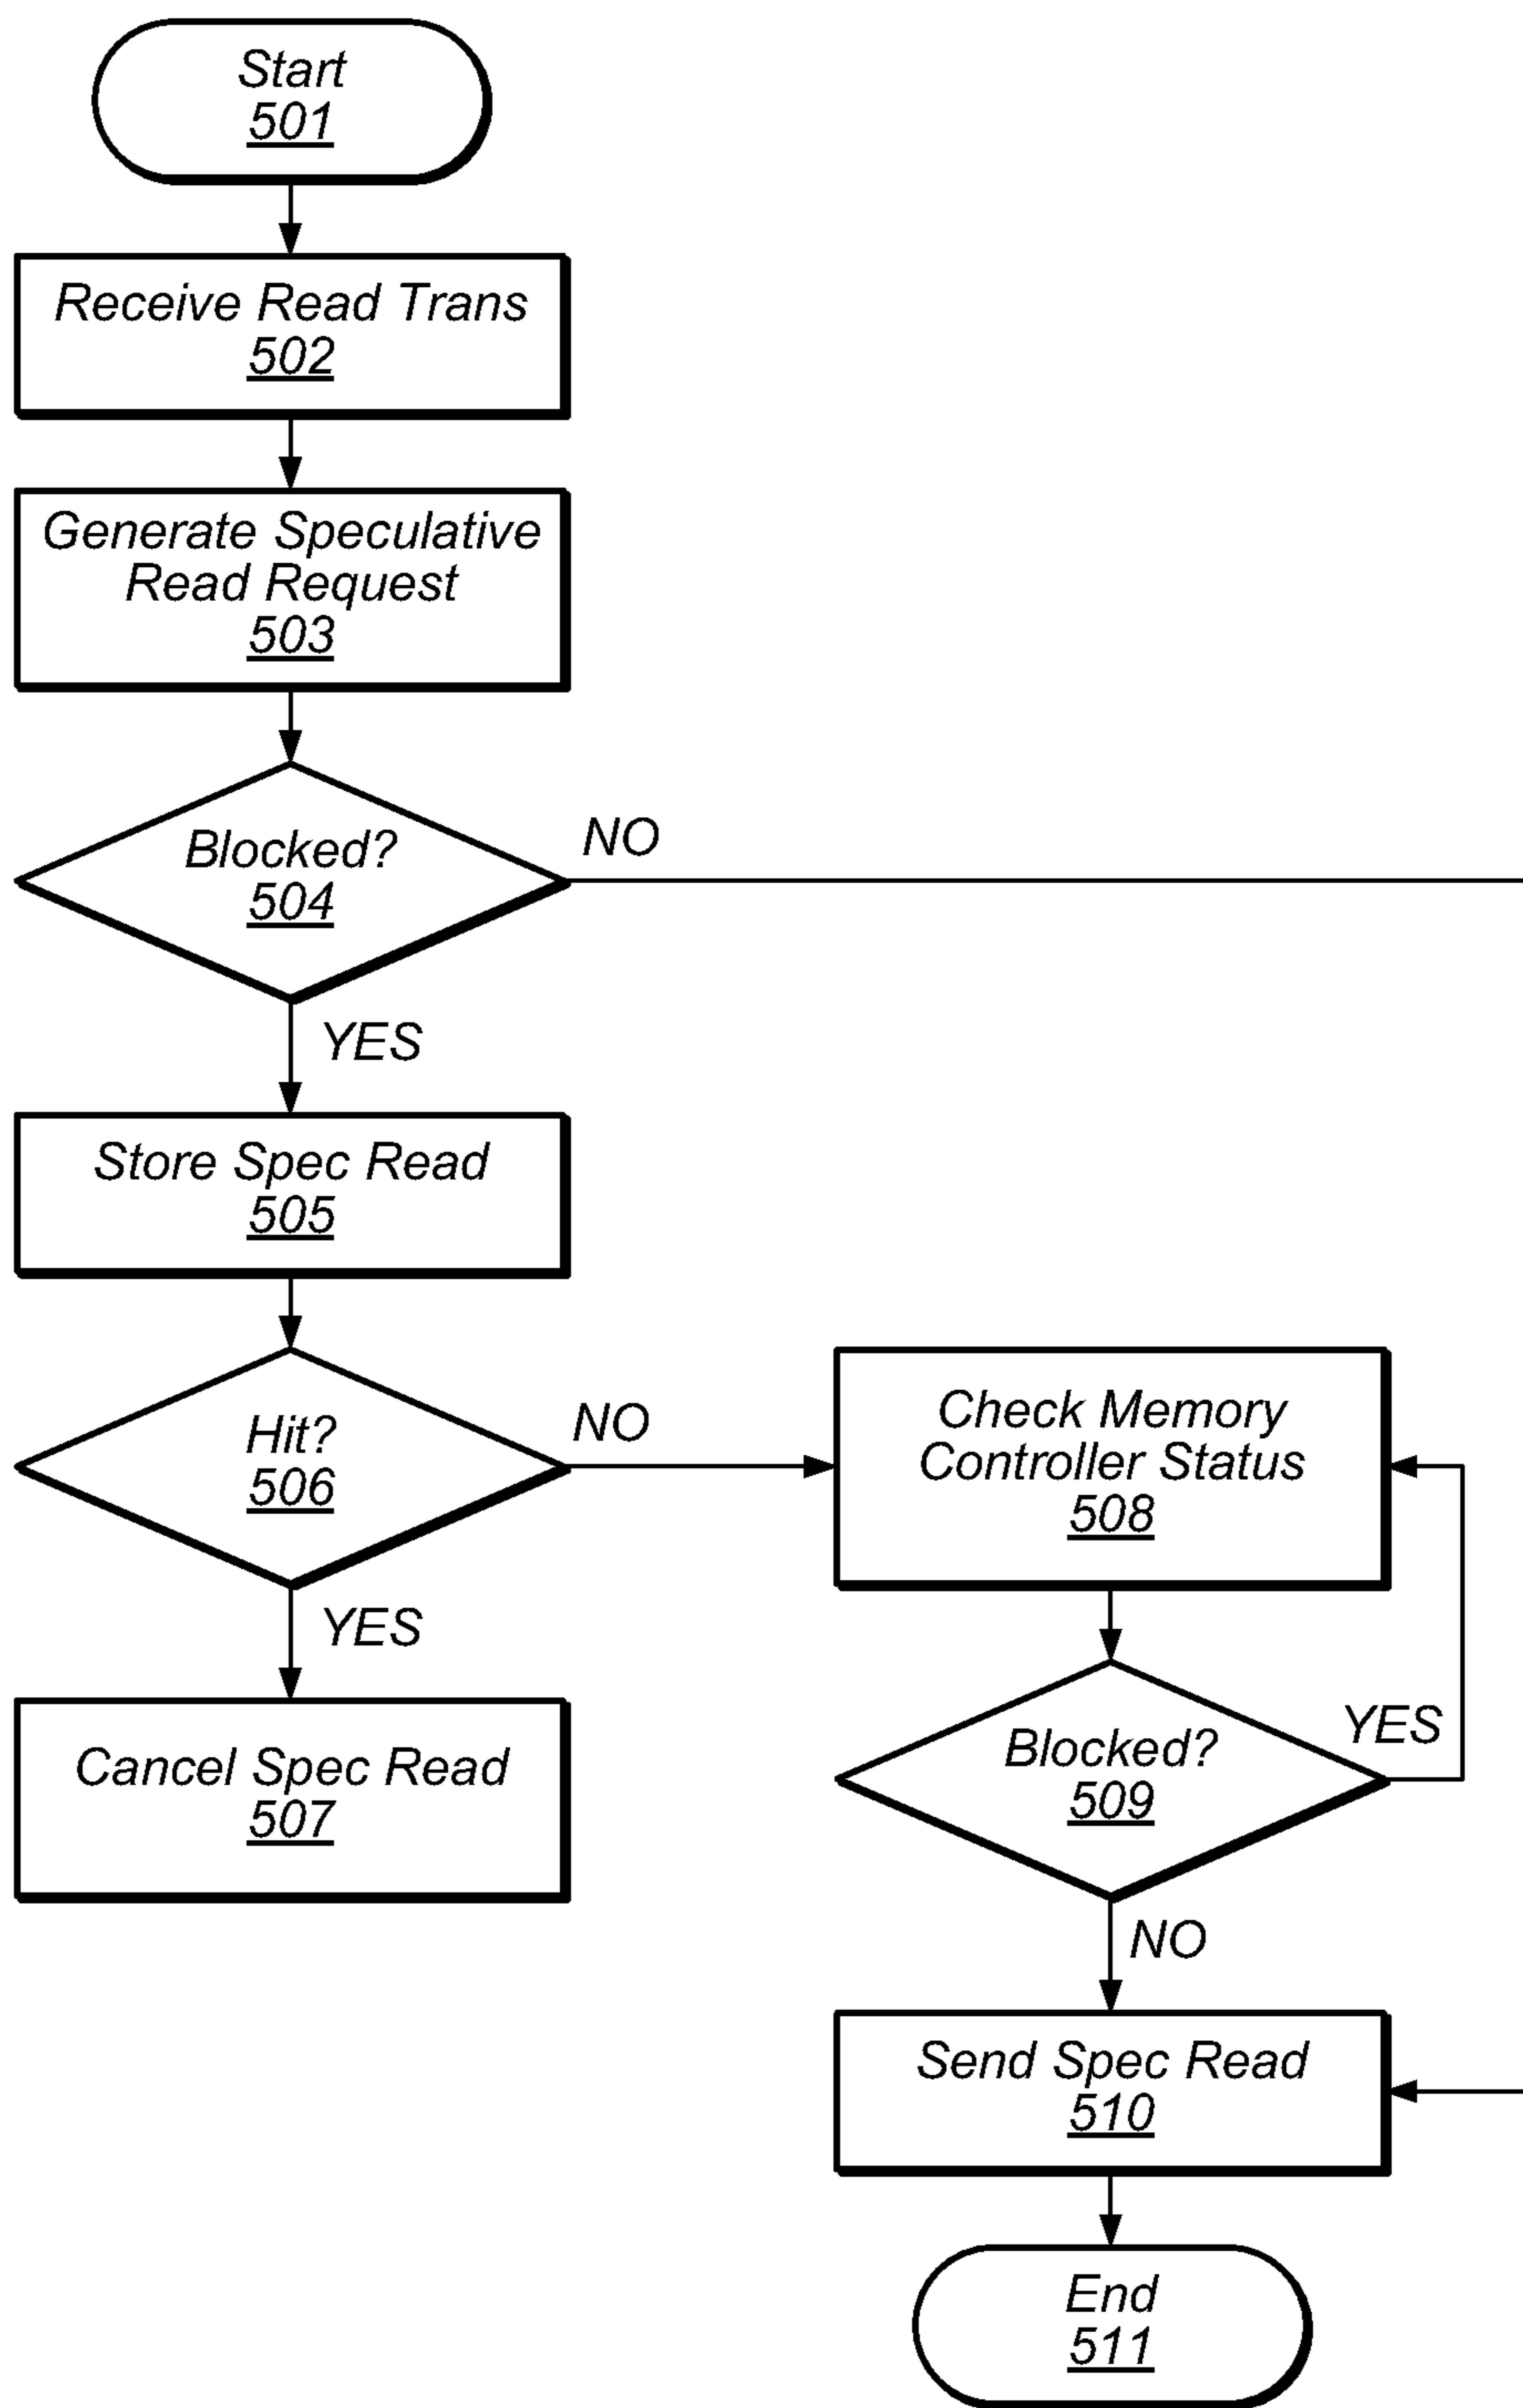 Start
501
Receive Read Trans
502
Generate Speculative
Read Request
503
Blocked?
504
NO
YES
Store Spec Read
505
Hit?
506
NO
YES
Cancel Spec Read
507
Check Memory
Controller Status
508
Blocked?
509
YES
NO
Send Spec Read
510
End
511